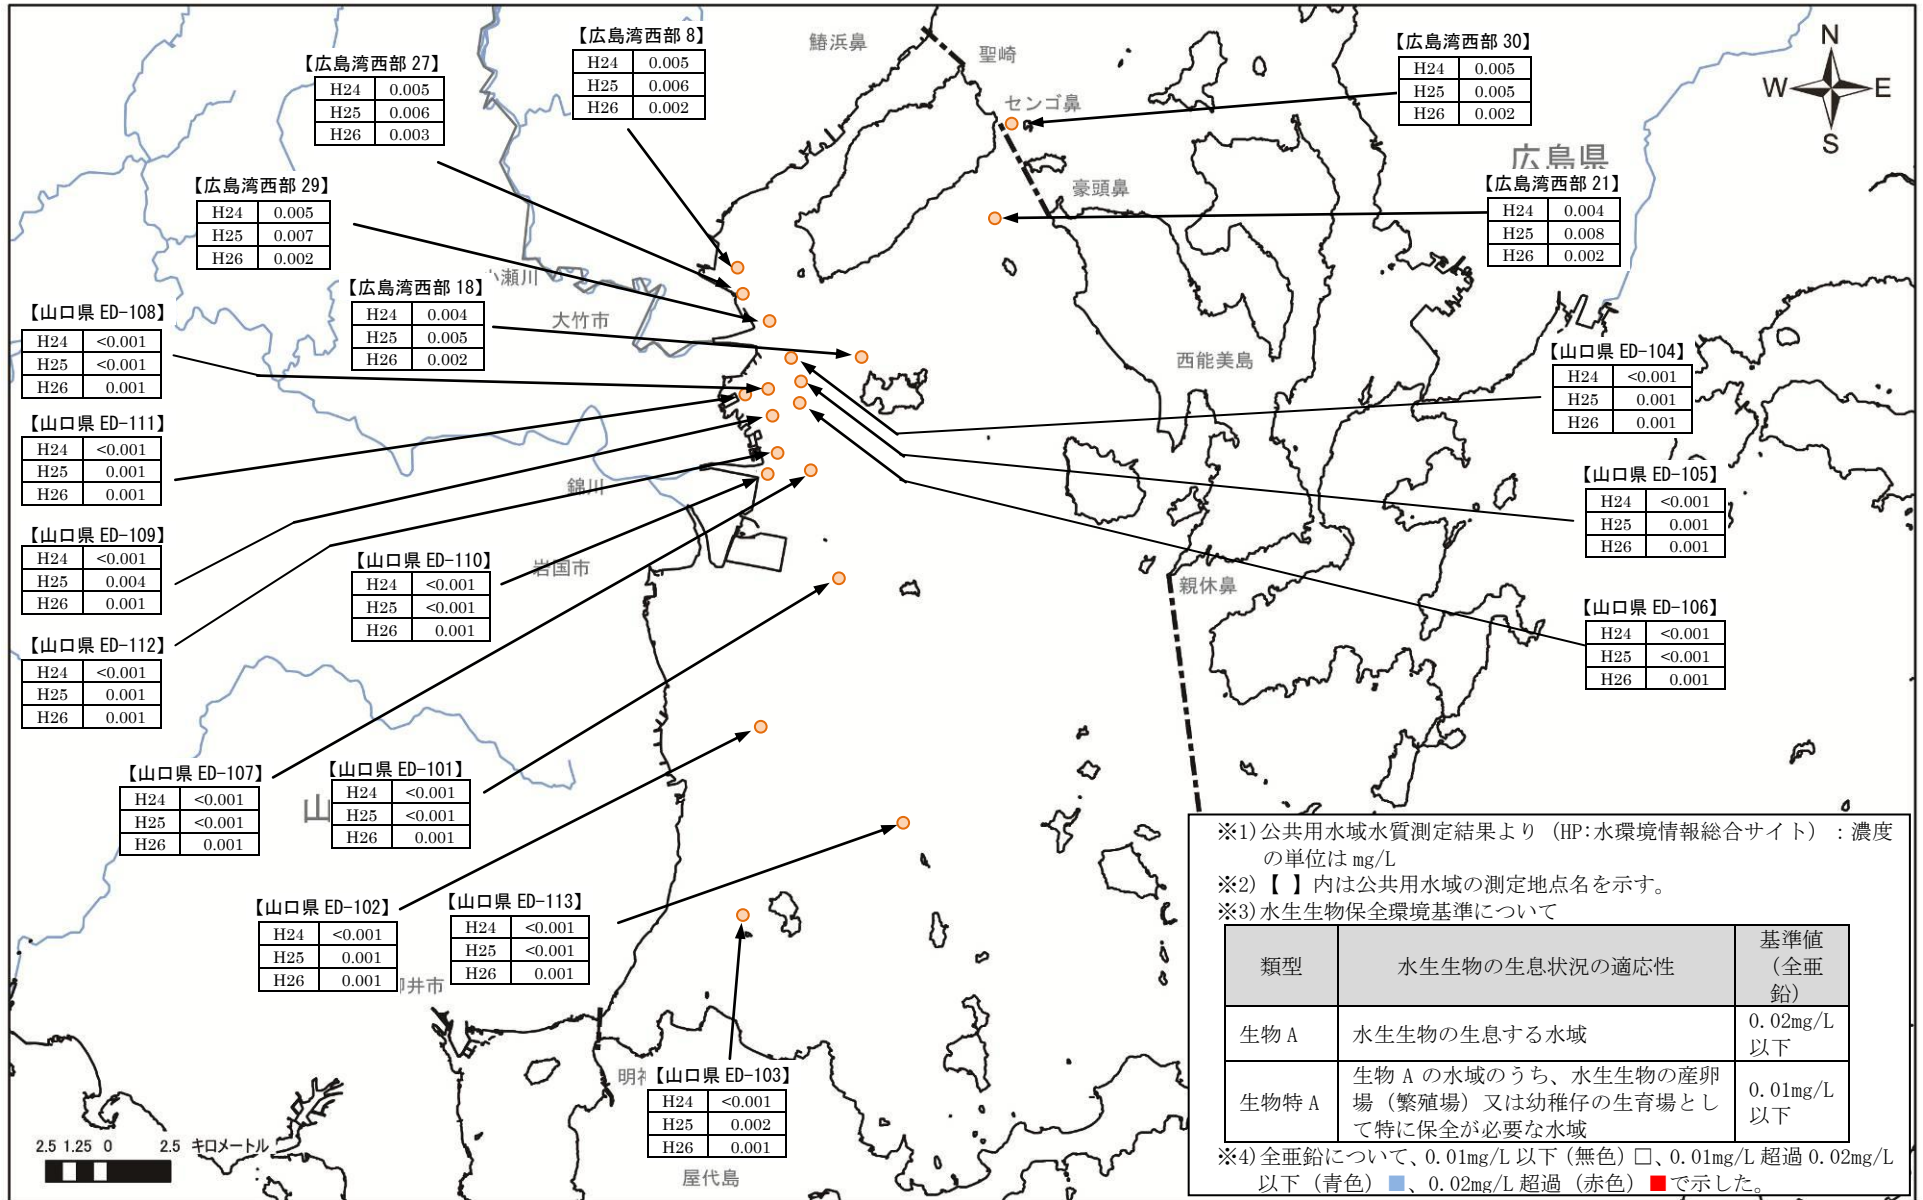 【広島湾西部 8】
H24 0.005
H25 0.006
H26 0.002
【広島湾西部 27】
H24 0.005
H25 0.006
H26 0.003
【広島湾西部 30】
H24 0.005
H25 0.005
H26 0.002
鰆浜鼻
聖崎
センゴ鼻
N
W E
S
広島県
豪頭鼻
【広島湾西部 29】
H24 0.005
H25 0.007
H26 0.002
【広島湾西部 21】
H24 0.004
H25 0.008
H26 0.002
小瀬川
大竹市
【広島湾西部 18】
H24 0.004
H25 0.005
H26 0.002
【山口県 ED-108】
H24 <0.001
H25 <0.001
H26 0.001
西能美島
【山口県 ED-104】
H24 <0.001
H25 0.001
H26 0.001
【山口県 ED-111】
H24 <0.001
H25 0.001
H26 0.001
錦川
【山口県 ED-105】
H24 <0.001
H25 0.001
H26 0.001
【山口県 ED-109】
H24 <0.001
H25 0.004
H26 0.001
【山口県 ED-110】
H24 <0.001
H25 <0.001
H26 0.001
岩国市
親休鼻
【山口県 ED-106】
H24 <0.001
H25 <0.001
H26 0.001
【山口県 ED-112】
H24 <0.001
H25 0.001
H26 0.001
【山口県 ED-107】
H24 <0.001
H25 <0.001
H26 0.001
山
【山口県 ED-101】
H24 <0.001
H25 <0.001
H26 0.001
【山口県 ED-102】
H24 <0.001
H25 0.001
H26 0.001
【山口県 ED-113】
H24 <0.001
H25 <0.001
H26 0.001
井市
明神
【山口県 ED-103】
H24 <0.001
H25 0.002
H26 0.001
屋代島
2.5 1.25 0 2.5 キロメートル
※1)公共用水域水質測定結果より（HP:水環境情報総合サイト）：濃度
の単位は mg/L
※2)【 】内は公共用水域の測定地点名を示す。
※3)水生生物保全環境基準について
類型 水生生物の生息状況の適応性 基準値
（全亜
鉛）
生物 A 水生生物の生息する水域 0.02mg/L
以下
生物特 A 生物 A の水域のうち、水生生物の産卵
場（繁殖場）又は幼稚仔の生育場とし
て特に保全が必要な水域 0.01mg/L
以下
※4)全亜鉛について、0.01mg/L 以下（無色）□、0.01mg/L 超過 0.02mg/L
以下（青色）■、0.02mg/L 超過（赤色）■で示した。